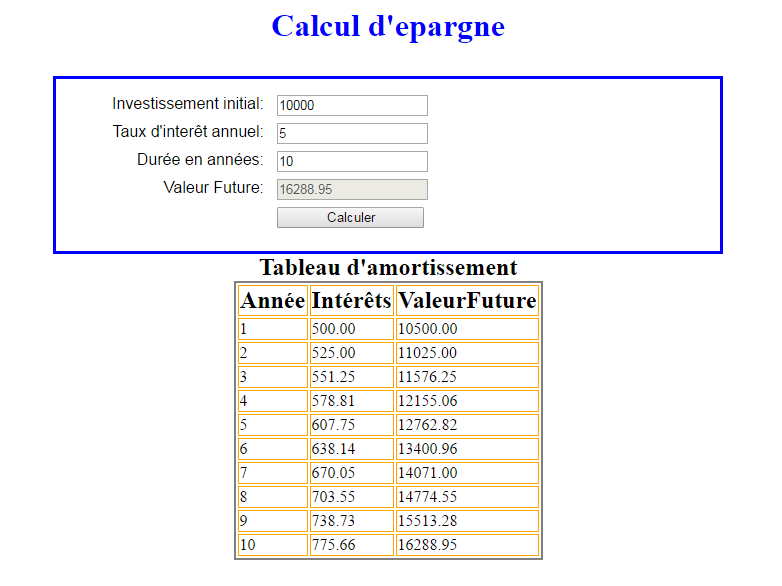 Calcul d'epargne
Investissement initial: 10000
Taux d'interêt annuel: 5
Durée en années: 10
Valeur Future: 16288.95
Calculer
Tableau d'amortissement
Année Intérêts ValeurFuture
1 500.00 10500.00
2 525.00 11025.00
3 551.25 11576.25
4 578.81 12155.06
5 607.75 12762.82
6 638.14 13400.96
7 670.05 14071.00
8 703.55 14774.55
9 738.73 15513.28
10 775.66 16288.95